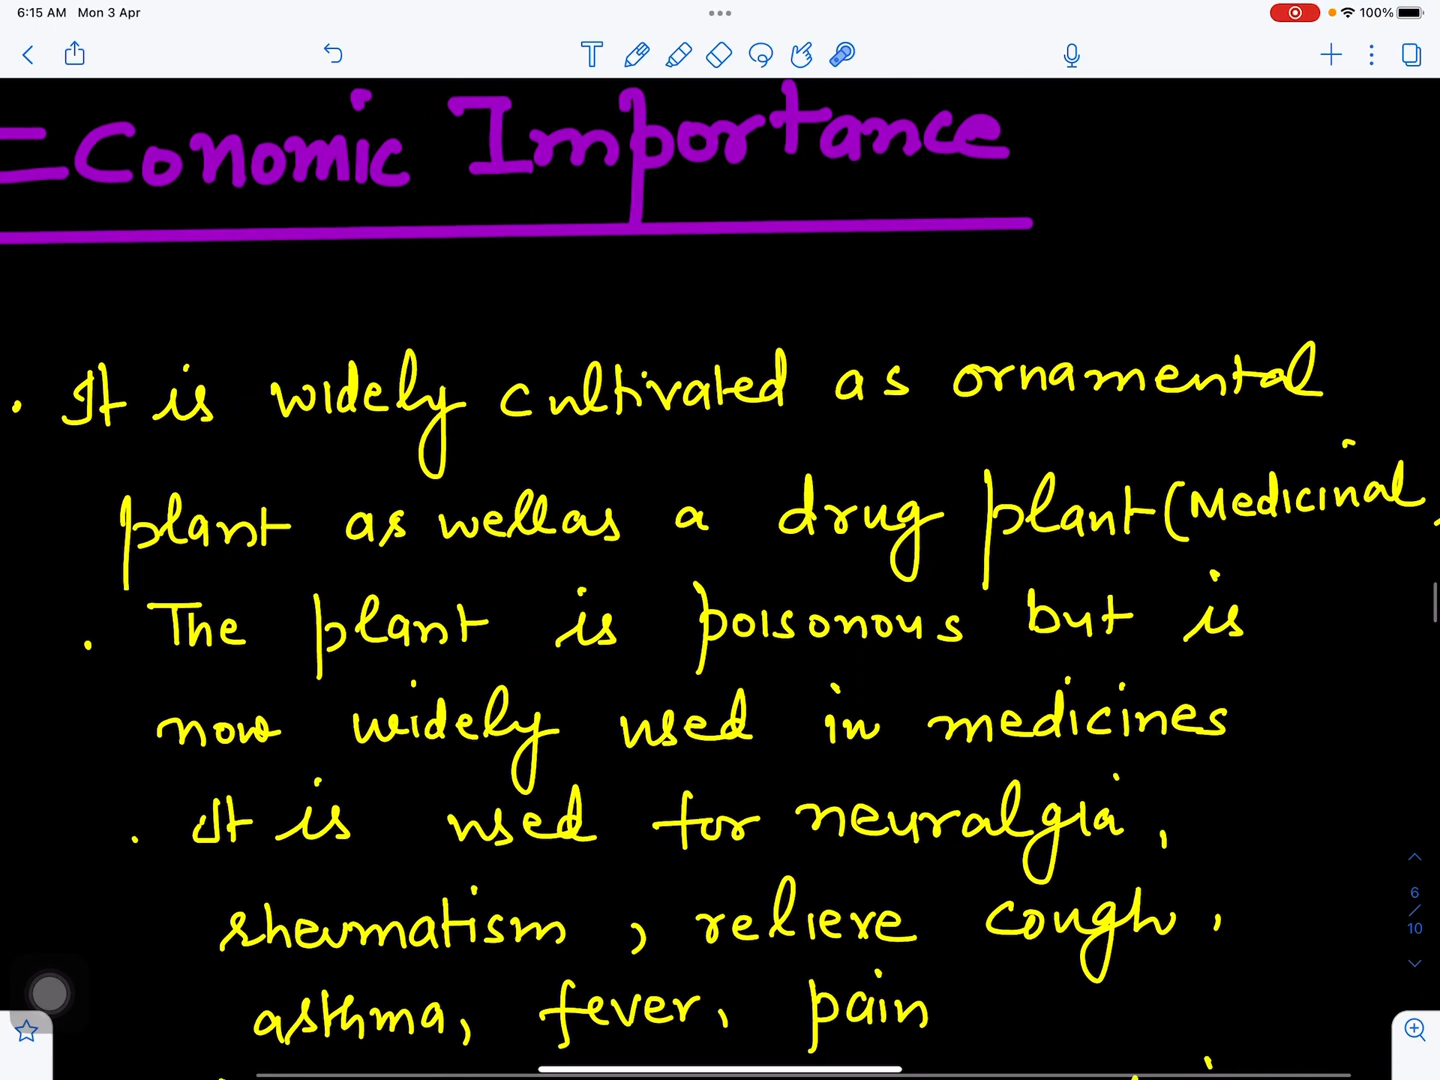 6:15 AM Mon 3 Apr
100%
Economic Importance
. It is widely cultivated as ornamental
plant as well as a drug plant (Medicinal
. The plant is poisonous but is
now widely used in medicines
. It is used for neuralgia,
rheumatism, relieve cough,
asthma, fever, pain
6
/
10